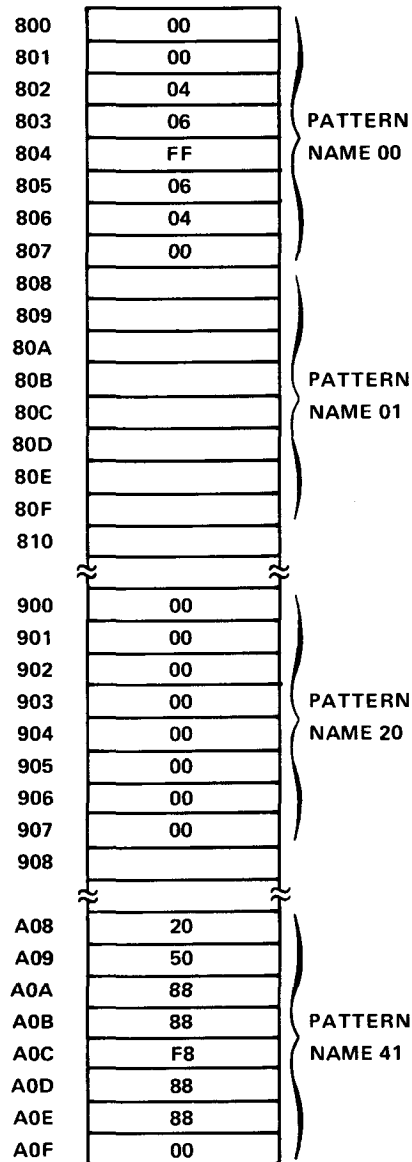 800 00
801 00
802 04
803 06 PATTERN
804 FF NAME 00
805 06
806 04
807 00
808
809
80A
80B PATTERN
80C NAME 01
80D
80E
80F
810
900 00
901 00
902 00
903 00 PATTERN
904 00 NAME 20
905 00
906 00
907 00
908
A08 20
A09 50
A0A 88
A0B 88 PATTERN
A0C F8 NAME 41
A0D 88
A0E 88
A0F 00